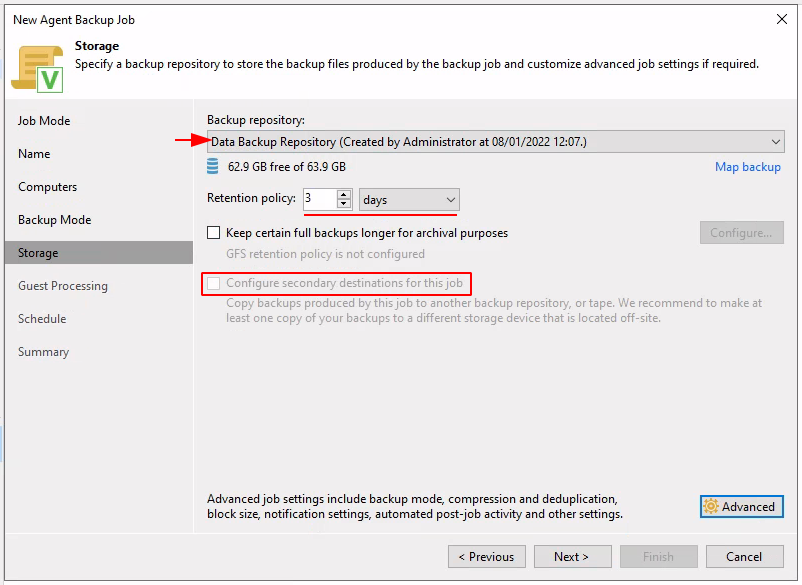 New Agent Backup Job
Storage
Specify a backup repository to store the backup files produced by the backup job and customize advanced job settings if required.
V
Job Mode
Name
Computers
Backup Mode
Storage
Guest Processing
Schedule
Summary
Backup repository:
Data Backup Repository (Created by Administrator at 08/01/2022 12:07.)
62.9 GB free of 63.9 GB
Map backup
Retention policy: 3 days
Keep certain full backups longer for archival purposes
Configure...
GFS retention policy is not configured
Configure secondary destinations for this job
Copy backups produced by this job to another backup repository, or tape. We recommend to make at
least one copy of your backups to a different storage device that is located off-site.
Advanced job settings include backup mode, compression and deduplication,
block size, notification settings, automated post-job activity and other settings.
Advanced
< Previous
Next >
Finish
Cancel